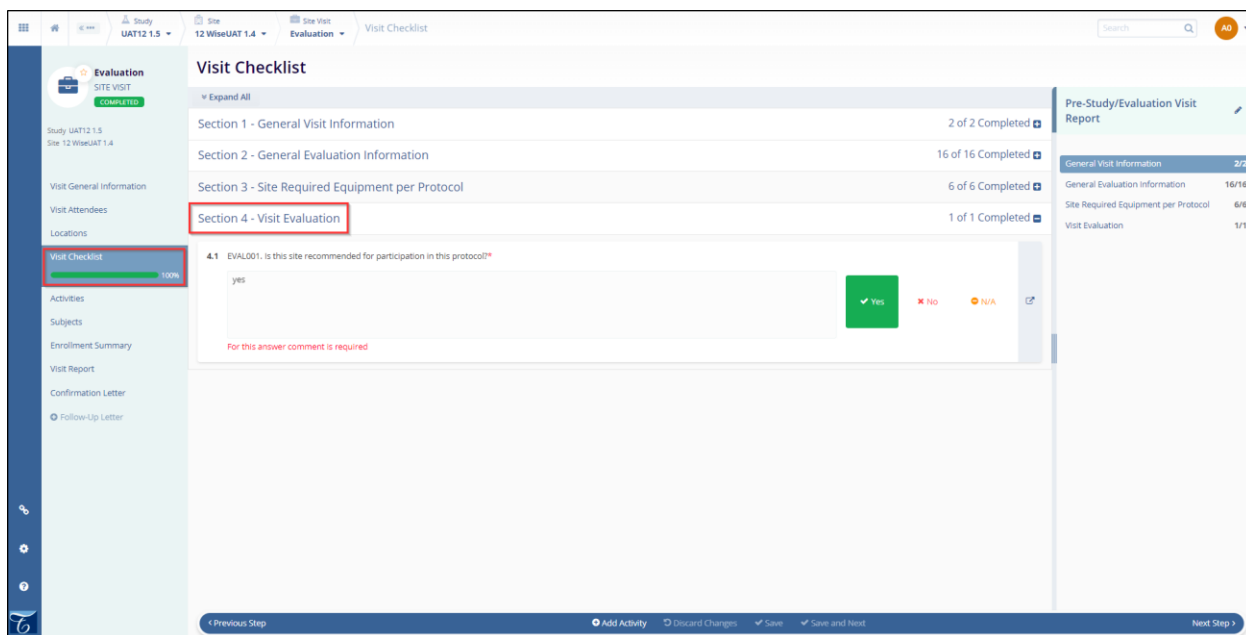 Study
UAT12 1.5
Site
12 WiseUAT 1.4
Site Visit
Evaluation
Visit Checklist
Search
AO
Evaluation
SITE VISIT
COMPLETED
Study UAT12 1.5
Site 12 WiseUAT 1.4
Visit General Information
Visit Attendees
Locations
Visit Checklist
100%
Activities
Subjects
Enrollment Summary
Visit Report
Confirmation Letter
Follow-Up Letter
Visit Checklist
Expand All
Section 1 - General Visit Information 2 of 2 Completed
Section 2 - General Evaluation Information 16 of 16 Completed
Section 3 - Site Required Equipment per Protocol 6 of 6 Completed
Section 4 - Visit Evaluation 1 of 1 Completed
4.1 EVAL001. Is this site recommended for participation in this protocol?*
yes
Yes No N/A
For this answer comment is required
Pre-Study/Evaluation Visit
Report
General Visit Information 2/2
General Evaluation Information 16/16
Site Required Equipment per Protocol 6/6
Visit Evaluation 1/1
Previous Step Add Activity Discard Changes Save Save and Next Next Step